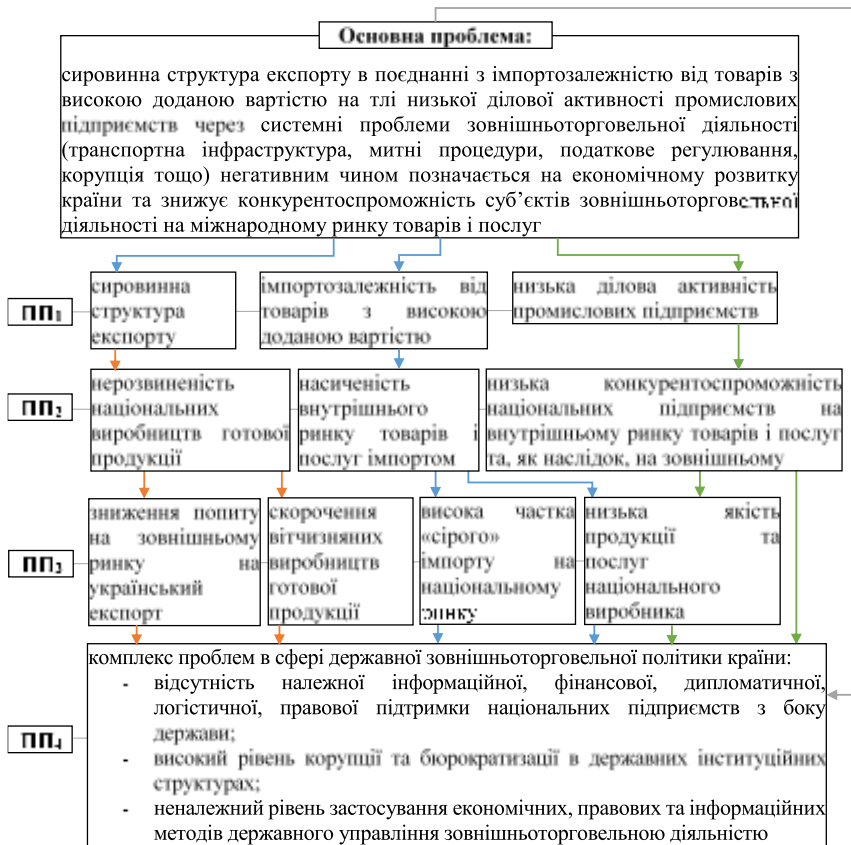 Основна проблема:
сировинна структура експорту в поєднанні з імпортозалежністю від товарів з
високою доданою вартістю на тлі низької ділової активності промислових
підприємств через системні проблеми зовнішньоторговельної діяльності
(транспортна інфраструктура, митні процедури, податкове регулювання,
корупція тощо) негативним чином позначається на економічному розвитку
країни та знижує конкурентоспроможність суб’єктів зовнішньоторговельної
діяльності на міжнародному ринку товарів і послуг
ПП₁
сировинна
структура
експорту
імпортозалежність від
товарів з високою
доданою вартістю
низька ділова активність
промислових підприємств
ПП₂
нерозвиненість
національних
виробництв готової
продукції
насиченість
внутрішнього
ринку товарів і
послуг імпортом
низька конкурентоспроможність
національних підприємств на
внутрішньому ринку товарів і послуг
та, як наслідок, на зовнішньому
ПП₃
зниження попиту
на зовнішньому
ринку на
український
експорт
скорочення
вітчизняних
виробництв
готової
продукції
висока частка
«сірого»
імпорту на
національному
ринку
низька якість
продукції та
послуг
національного
виробника
ПП₄
комплекс проблем в сфері державної зовнішньоторговельної політики країни:
- відсутність належної інформаційної, фінансової, дипломатичної,
логістичної, правової підтримки національних підприємств з боку
держави;
- високий рівень корупції та бюрократизації в державних інституційних
структурах;
- неналежний рівень застосування економічних, правових та інформаційних
методів державного управління зовнішньоторговельною діяльністю